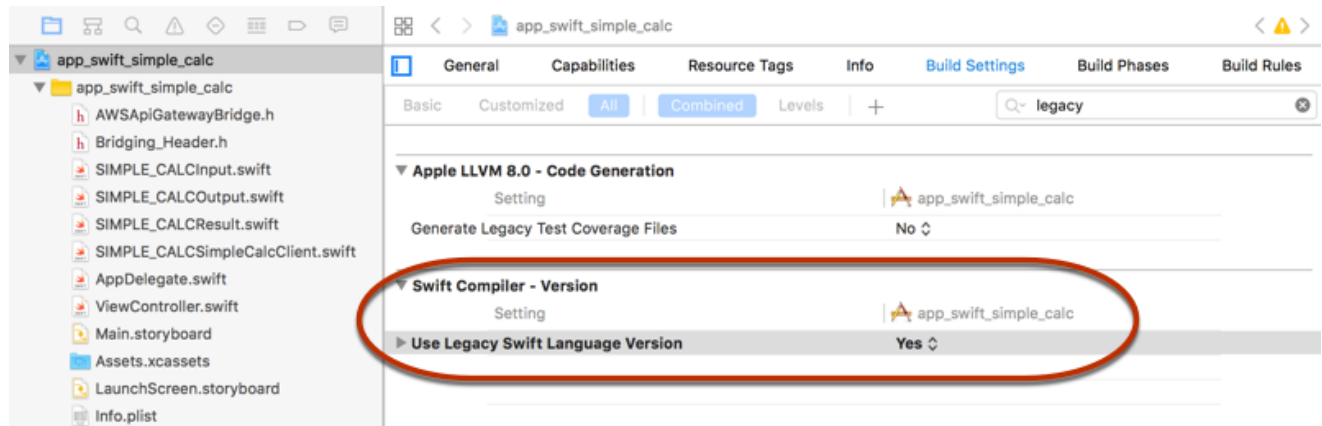 app_swift_simple_calc
app_swift_simple_calc
app_swift_simple_calc
AWSApiGatewayBridge.h
Bridging_Header.h
SIMPLE_CALCInput.swift
SIMPLE_CALCOutput.swift
SIMPLE_CALCResult.swift
SIMPLE_CALCSimpleCalcClient.swift
AppDelegate.swift
ViewController.swift
Main.storyboard
Assets.xcassets
LaunchScreen.storyboard
Info.plist
General Capabilities Resource Tags Info Build Settings Build Phases Build Rules
Basic Customized All Combined Levels + legacy
Apple LLVM 8.0 - Code Generation
Setting app_swift_simple_calc
Generate Legacy Test Coverage Files No
Swift Compiler - Version
Setting app_swift_simple_calc
Use Legacy Swift Language Version Yes